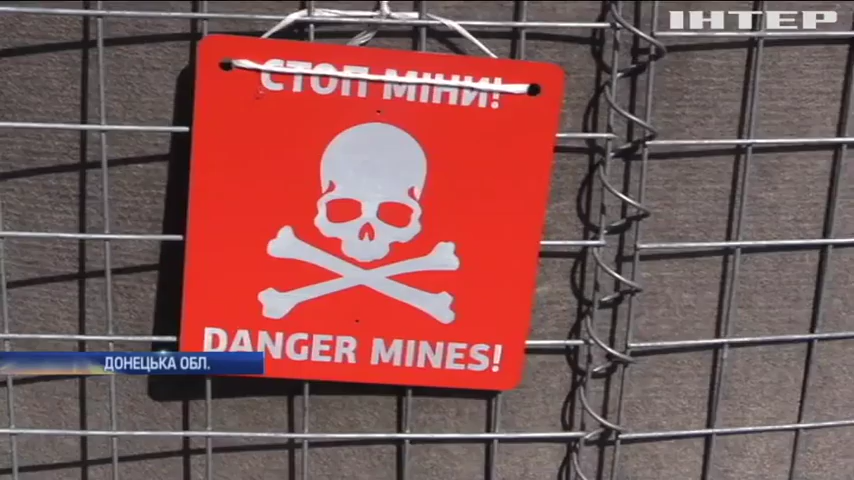 ІНТЕР
СТОП МІНИ!
DANGER MINES!
ДОНЕЦЬКА ОБЛ.